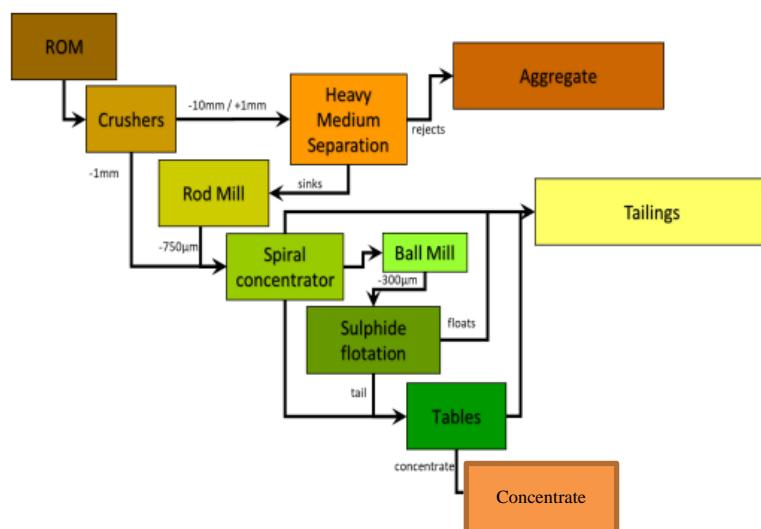 ROM
Aggregate
Heavy
Medium
Separation
-10mm / +1mm
Crushers
rejects
-1mm
sinks
Rod Mill
Tailings
-750µm
Spiral
concentrator
Ball Mill
-300µm
Sulphide
flotation
floats
tail
Tables
concentrate
Concentrate